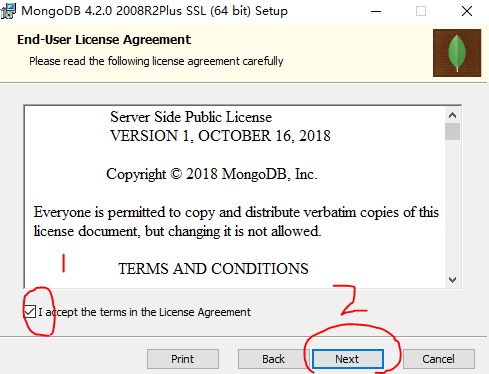 MongoDB 4.2.0 2008R2Plus SSL (64 bit) Setup
End-User License Agreement
Please read the following license agreement carefully
Server Side Public License
VERSION 1, OCTOBER 16, 2018
Copyright © 2018 MongoDB, Inc.
Everyone is permitted to copy and distribute verbatim copies of this
license document, but changing it is not allowed.
1
TERMS AND CONDITIONS
I accept the terms in the License Agreement
2
Print Back Next Cancel